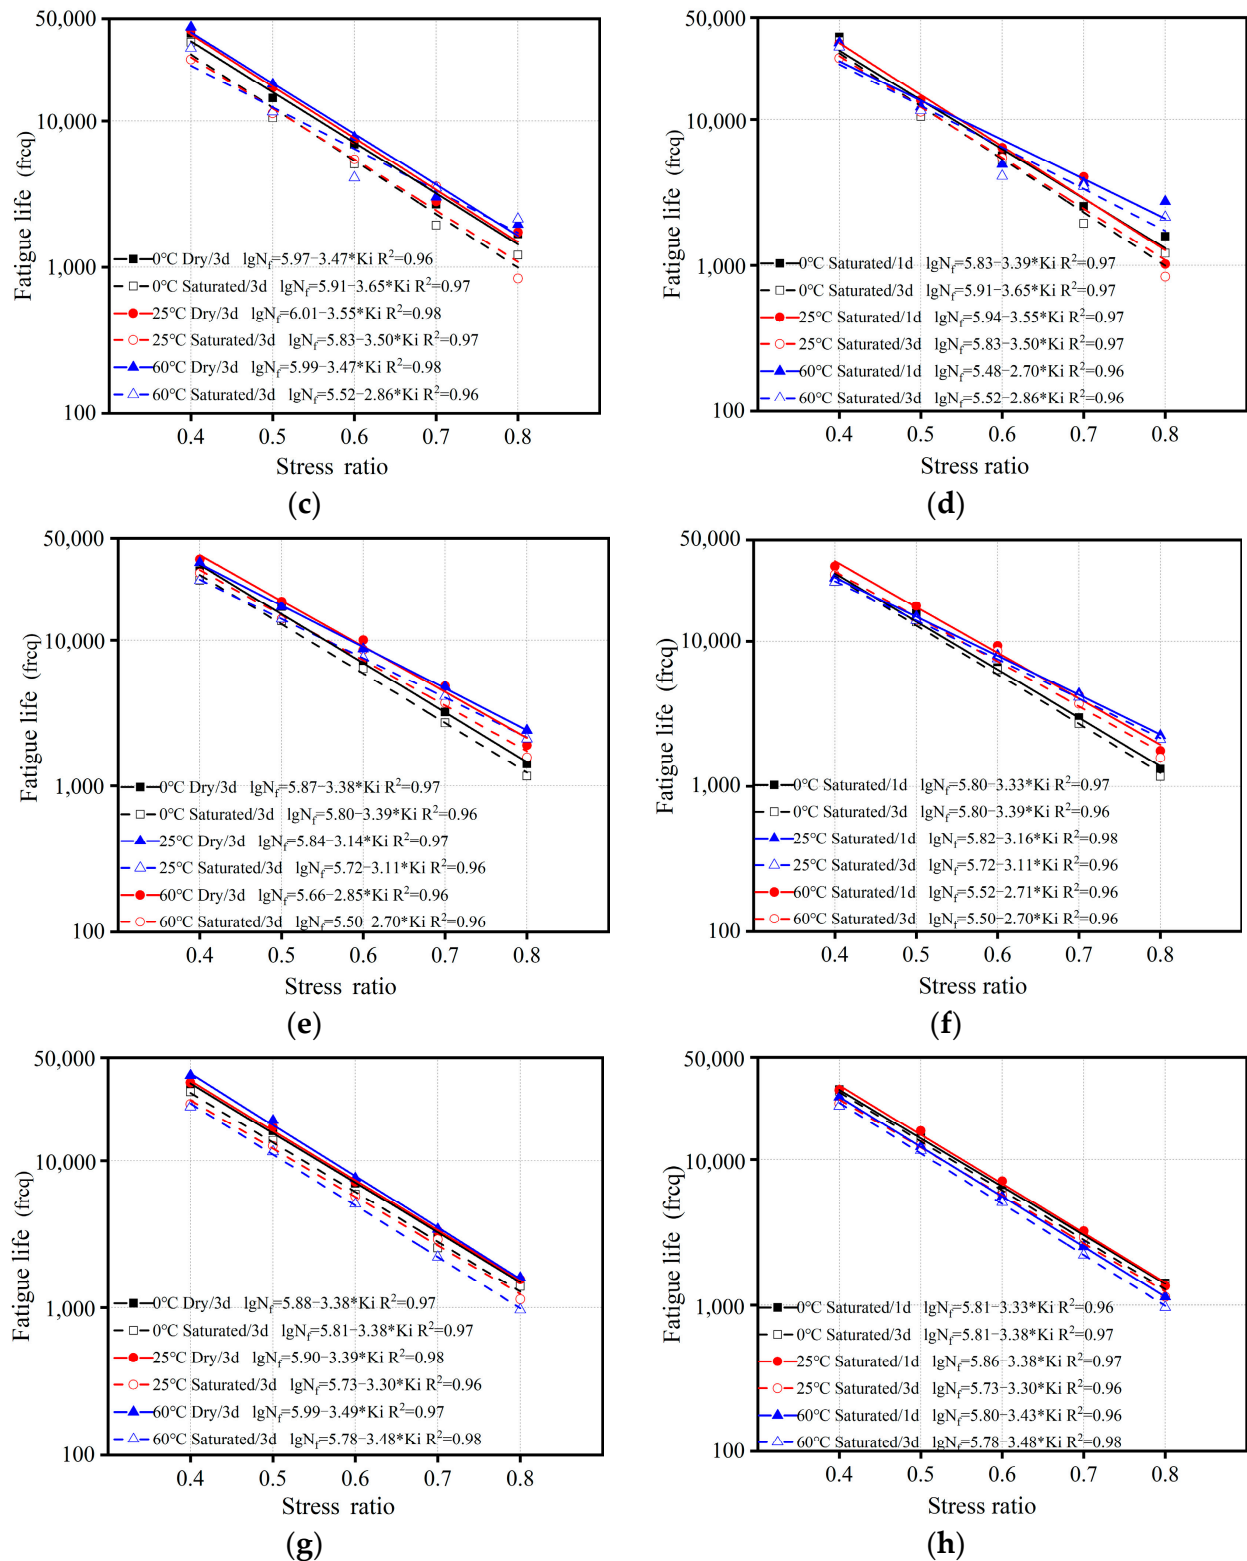 50,000
10,000
1,000
100
Fatigue life (frcq)
0°C Dry/3d lgNf=5.97−3.47*Ki R2=0.96
0°C Saturated/3d lgNf=5.91−3.65*Ki R2=0.97
25°C Dry/3d lgNf=6.01−3.55*Ki R2=0.98
25°C Saturated/3d lgNf=5.83−3.50*Ki R2=0.97
60°C Dry/3d lgNf=5.99−3.47*Ki R2=0.98
60°C Saturated/3d lgNf=5.52−2.86*Ki R2=0.96
0.4 0.5 0.6 0.7 0.8
Stress ratio
(c)
50,000
10,000
1,000
100
Fatigue life (frcq)
0°C Saturated/1d lgNf=5.83−3.39*Ki R2=0.97
0°C Saturated/3d lgNf=5.91−3.65*Ki R2=0.97
25°C Saturated/1d lgNf=5.94−3.55*Ki R2=0.97
25°C Saturated/3d lgNf=5.83−3.50*Ki R2=0.97
60°C Saturated/1d lgNf=5.48−2.70*Ki R2=0.96
60°C Saturated/3d lgNf=5.52−2.86*Ki R2=0.96
0.4 0.5 0.6 0.7 0.8
Stress ratio
(d)
50,000
10,000
1,000
100
Fatigue life (frcq)
0°C Dry/3d lgNf=5.87−3.38*Ki R2=0.97
0°C Saturated/3d lgNf=5.80−3.39*Ki R2=0.96
25°C Dry/3d lgNf=5.84−3.14*Ki R2=0.97
25°C Saturated/3d lgNf=5.72−3.11*Ki R2=0.96
60°C Dry/3d lgNf=5.66−2.85*Ki R2=0.96
60°C Saturated/3d lgNf=5.50 2.70*Ki R2=0.96
0.4 0.5 0.6 0.7 0.8
Stress ratio
(e)
50,000
10,000
1,000
100
Fatigue life (frcq)
0°C Saturated/1d lgNf=5.80−3.33*Ki R2=0.97
0°C Saturated/3d lgNf=5.80−3.39*Ki R2=0.96
25°C Saturated/1d lgNf=5.82−3.16*Ki R2=0.98
25°C Saturated/3d lgNf=5.72−3.11*Ki R2=0.96
60°C Saturated/1d lgNf=5.52−2.71*Ki R2=0.96
60°C Saturated/3d lgNf=5.50−2.70*Ki R2=0.96
0.4 0.5 0.6 0.7 0.8
Stress ratio
(f)
50,000
10,000
1,000
100
Fatigue life (frcq)
0°C Dry/3d lgNf=5.88−3.38*Ki R2=0.97
0°C Saturated/3d lgNf=5.81−3.38*Ki R2=0.97
25°C Dry/3d lgNf=5.90−3.39*Ki R2=0.98
25°C Saturated/3d lgNf=5.73−3.30*Ki R2=0.96
60°C Dry/3d lgNf=5.99−3.49*Ki R2=0.97
60°C Saturated/3d lgNf=5.78−3.48*Ki R2=0.98
0.4 0.5 0.6 0.7 0.8
Stress ratio
(g)
50,000
10,000
1,000
100
Fatigue life (frcq)
0°C Saturated/1d lgNf=5.81−3.33*Ki R2=0.96
0°C Saturated/3d lgNf=5.81−3.38*Ki R2=0.97
25°C Saturated/1d lgNf=5.86−3.38*Ki R2=0.97
25°C Saturated/3d lgNf=5.73−3.30*Ki R2=0.96
60°C Saturated/1d lgNf=5.80−3.43*Ki R2=0.96
60°C Saturated/3d lgNf=5.78−3.48*Ki R2=0.98
0.4 0.5 0.6 0.7 0.8
Stress ratio
(h)